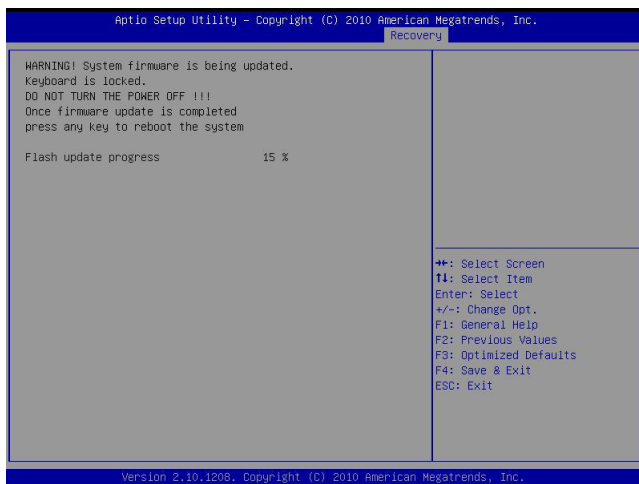 Aptio Setup Utility – Copyright (C) 2010 American Megatrends, Inc.
Recovery
WARNING! System firmware is being updated.
Keyboard is locked.
DO NOT TURN THE POWER OFF !!!
Once firmware update is completed
press any key to reboot the system
Flash update progress 15 %
→←: Select Screen
↑↓: Select Item
Enter: Select
+/-: Change Opt.
F1: General Help
F2: Previous Values
F3: Optimized Defaults
F4: Save & Exit
ESC: Exit
Version 2.10.1208. Copyright (C) 2010 American Megatrends, Inc.